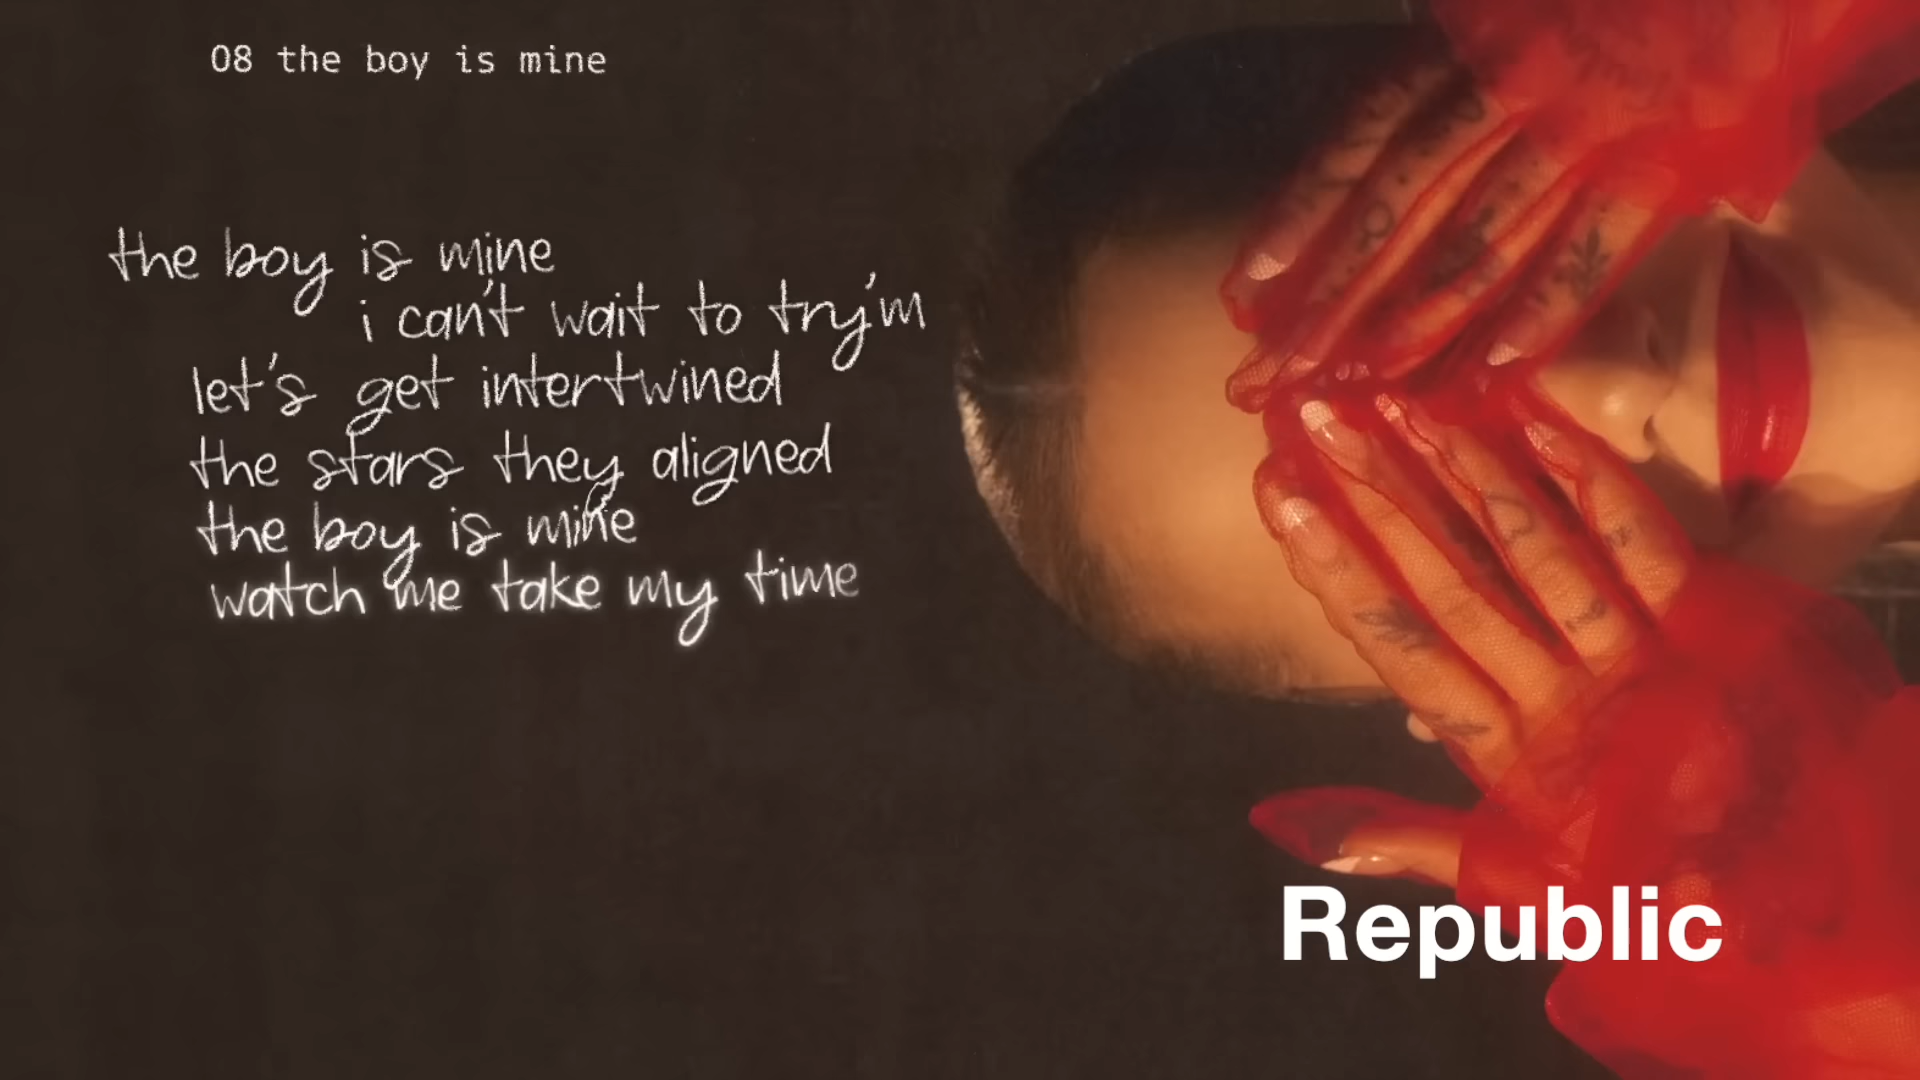 08 the boy is mine
the boy is mine
i can't wait to try'm
let's get intertwined
the stars they aligned
the boy is mine
watch me take my time
Republic